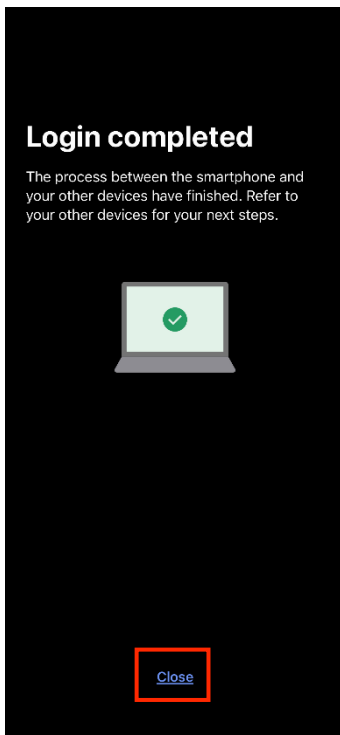 Login completed
The process between the smartphone and
your other devices have finished. Refer to
your other devices for your next steps.
Close